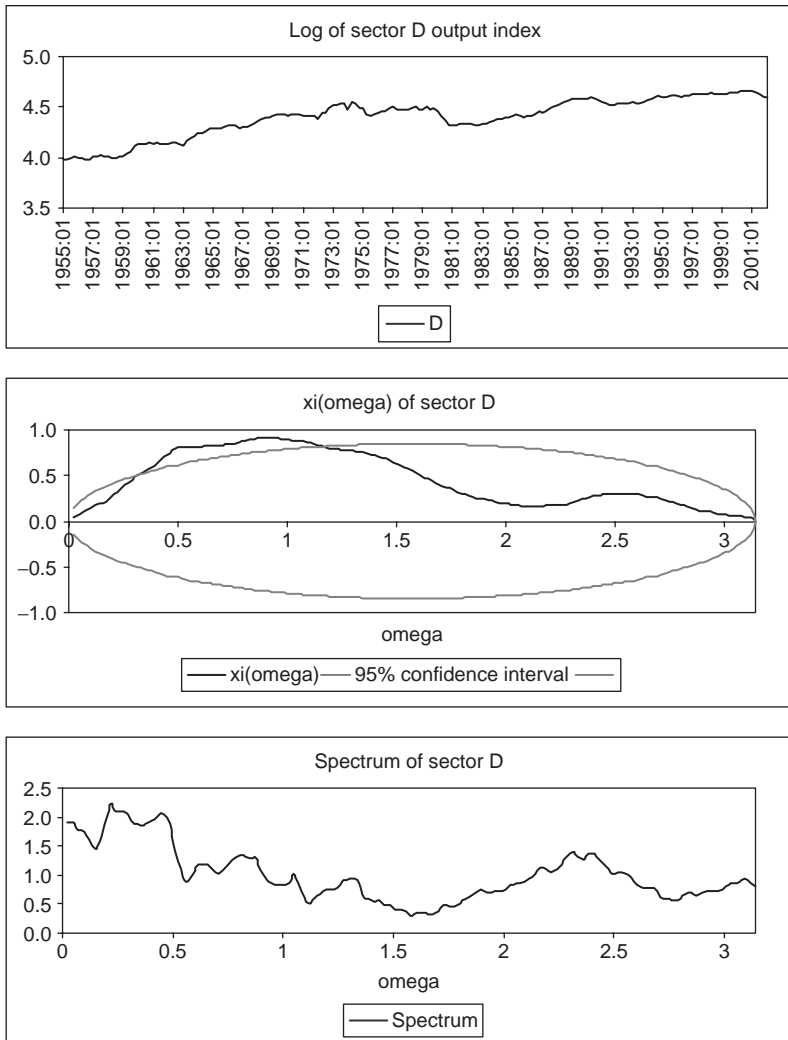 Log of sector D output index
5.0
4.5
4.0
3.5
1955:01 1957:01 1959:01 1961:01 1963:01 1965:01 1967:01 1969:01 1971:01 1973:01 1975:01 1977:01 1979:01 1981:01 1983:01 1985:01 1987:01 1989:01 1991:01 1993:01 1995:01 1997:01 1999:01 2001:01
D
xi(omega) of sector D
1.0
0.5
0.0
0 0.5 1 1.5 2 2.5 3
−0.5
−1.0
omega
xi(omega) 95% confidence interval
Spectrum of sector D
2.5
2.0
1.5
1.0
0.5
0.0
0 0.5 1 1.5 2 2.5 3
omega
Spectrum